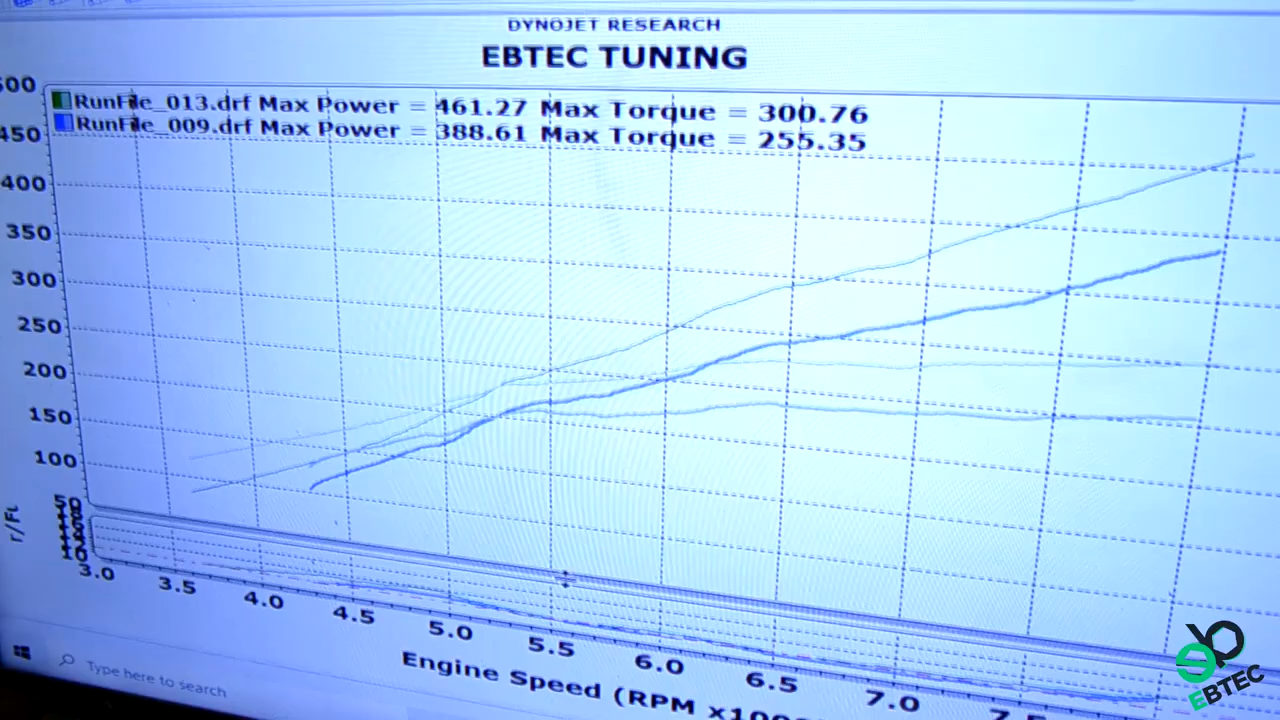 DYNOJET RESEARCH
EBTEC TUNING
RunFile_013.drf Max Power = 461.27 Max Torque = 300.76
RunFile_009.drf Max Power = 388.61 Max Torque = 255.35
450
400
350
300
250
200
150
100
3.0 3.5 4.0 4.5 5.0 5.5 6.0 6.5 7.0
Engine Speed (RPM
Type here to search
EBTEC